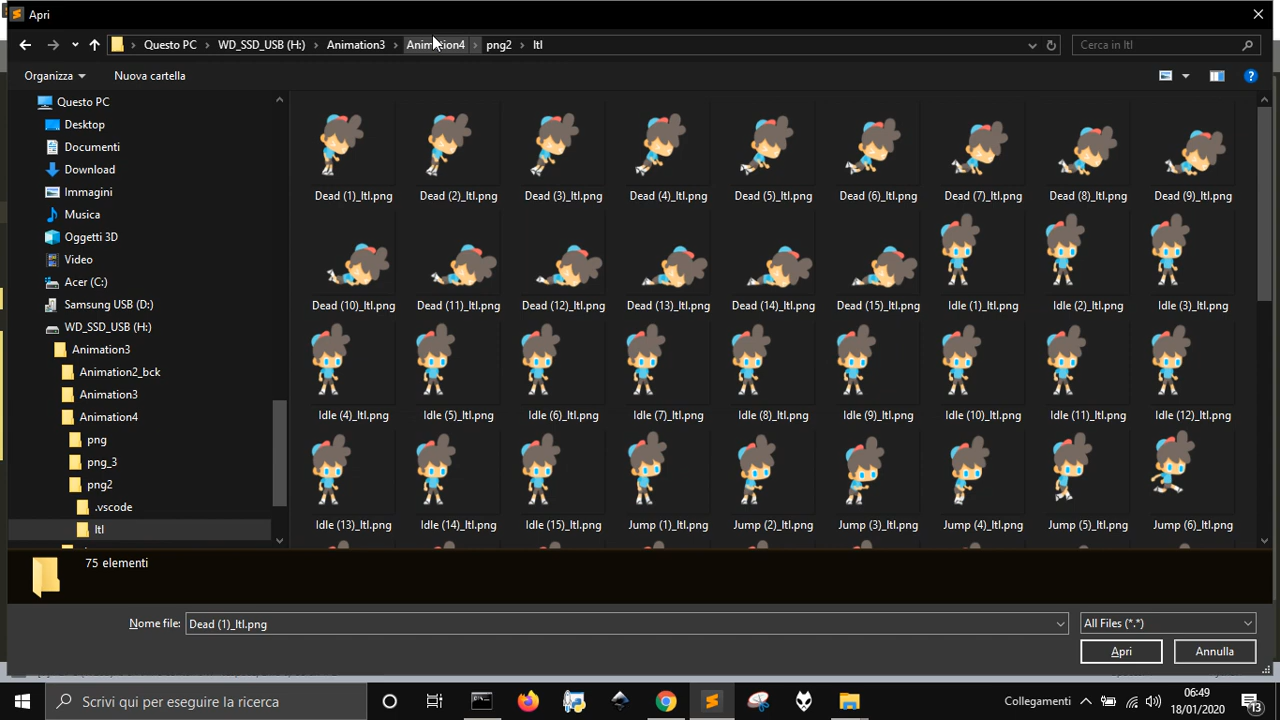 Apri
Questo PC WD_SSD_USB (H:) Animation3 Animation4 png2 ltl
Cerca in ltl
Organizza Nuova cartella
Questo PC
Desktop
Documenti
Download
Immagini
Musica
Oggetti 3D
Video
Acer (C:)
Samsung USB (D:)
WD_SSD_USB (H:)
Animation3
Animation2_bck
Animation3
Animation4
png
png_3
png2
.vscode
ltl
Dead (1)_ltl.png Dead (2)_ltl.png Dead (3)_ltl.png Dead (4)_ltl.png Dead (5)_ltl.png Dead (6)_ltl.png Dead (7)_ltl.png Dead (8)_ltl.png Dead (9)_ltl.png
Dead (10)_ltl.png Dead (11)_ltl.png Dead (12)_ltl.png Dead (13)_ltl.png Dead (14)_ltl.png Dead (15)_ltl.png Idle (1)_ltl.png Idle (2)_ltl.png Idle (3)_ltl.png
Idle (4)_ltl.png Idle (5)_ltl.png Idle (6)_ltl.png Idle (7)_ltl.png Idle (8)_ltl.png Idle (9)_ltl.png Idle (10)_ltl.png Idle (11)_ltl.png Idle (12)_ltl.png
Idle (13)_ltl.png Idle (14)_ltl.png Idle (15)_ltl.png Jump (1)_ltl.png Jump (2)_ltl.png Jump (3)_ltl.png Jump (4)_ltl.png Jump (5)_ltl.png Jump (6)_ltl.png
75 elementi
Nome file: Dead (1)_ltl.png All Files (*.*)
Apri Annulla
Scrivi qui per eseguire la ricerca
Collegamenti
06:49
18/01/2020
13